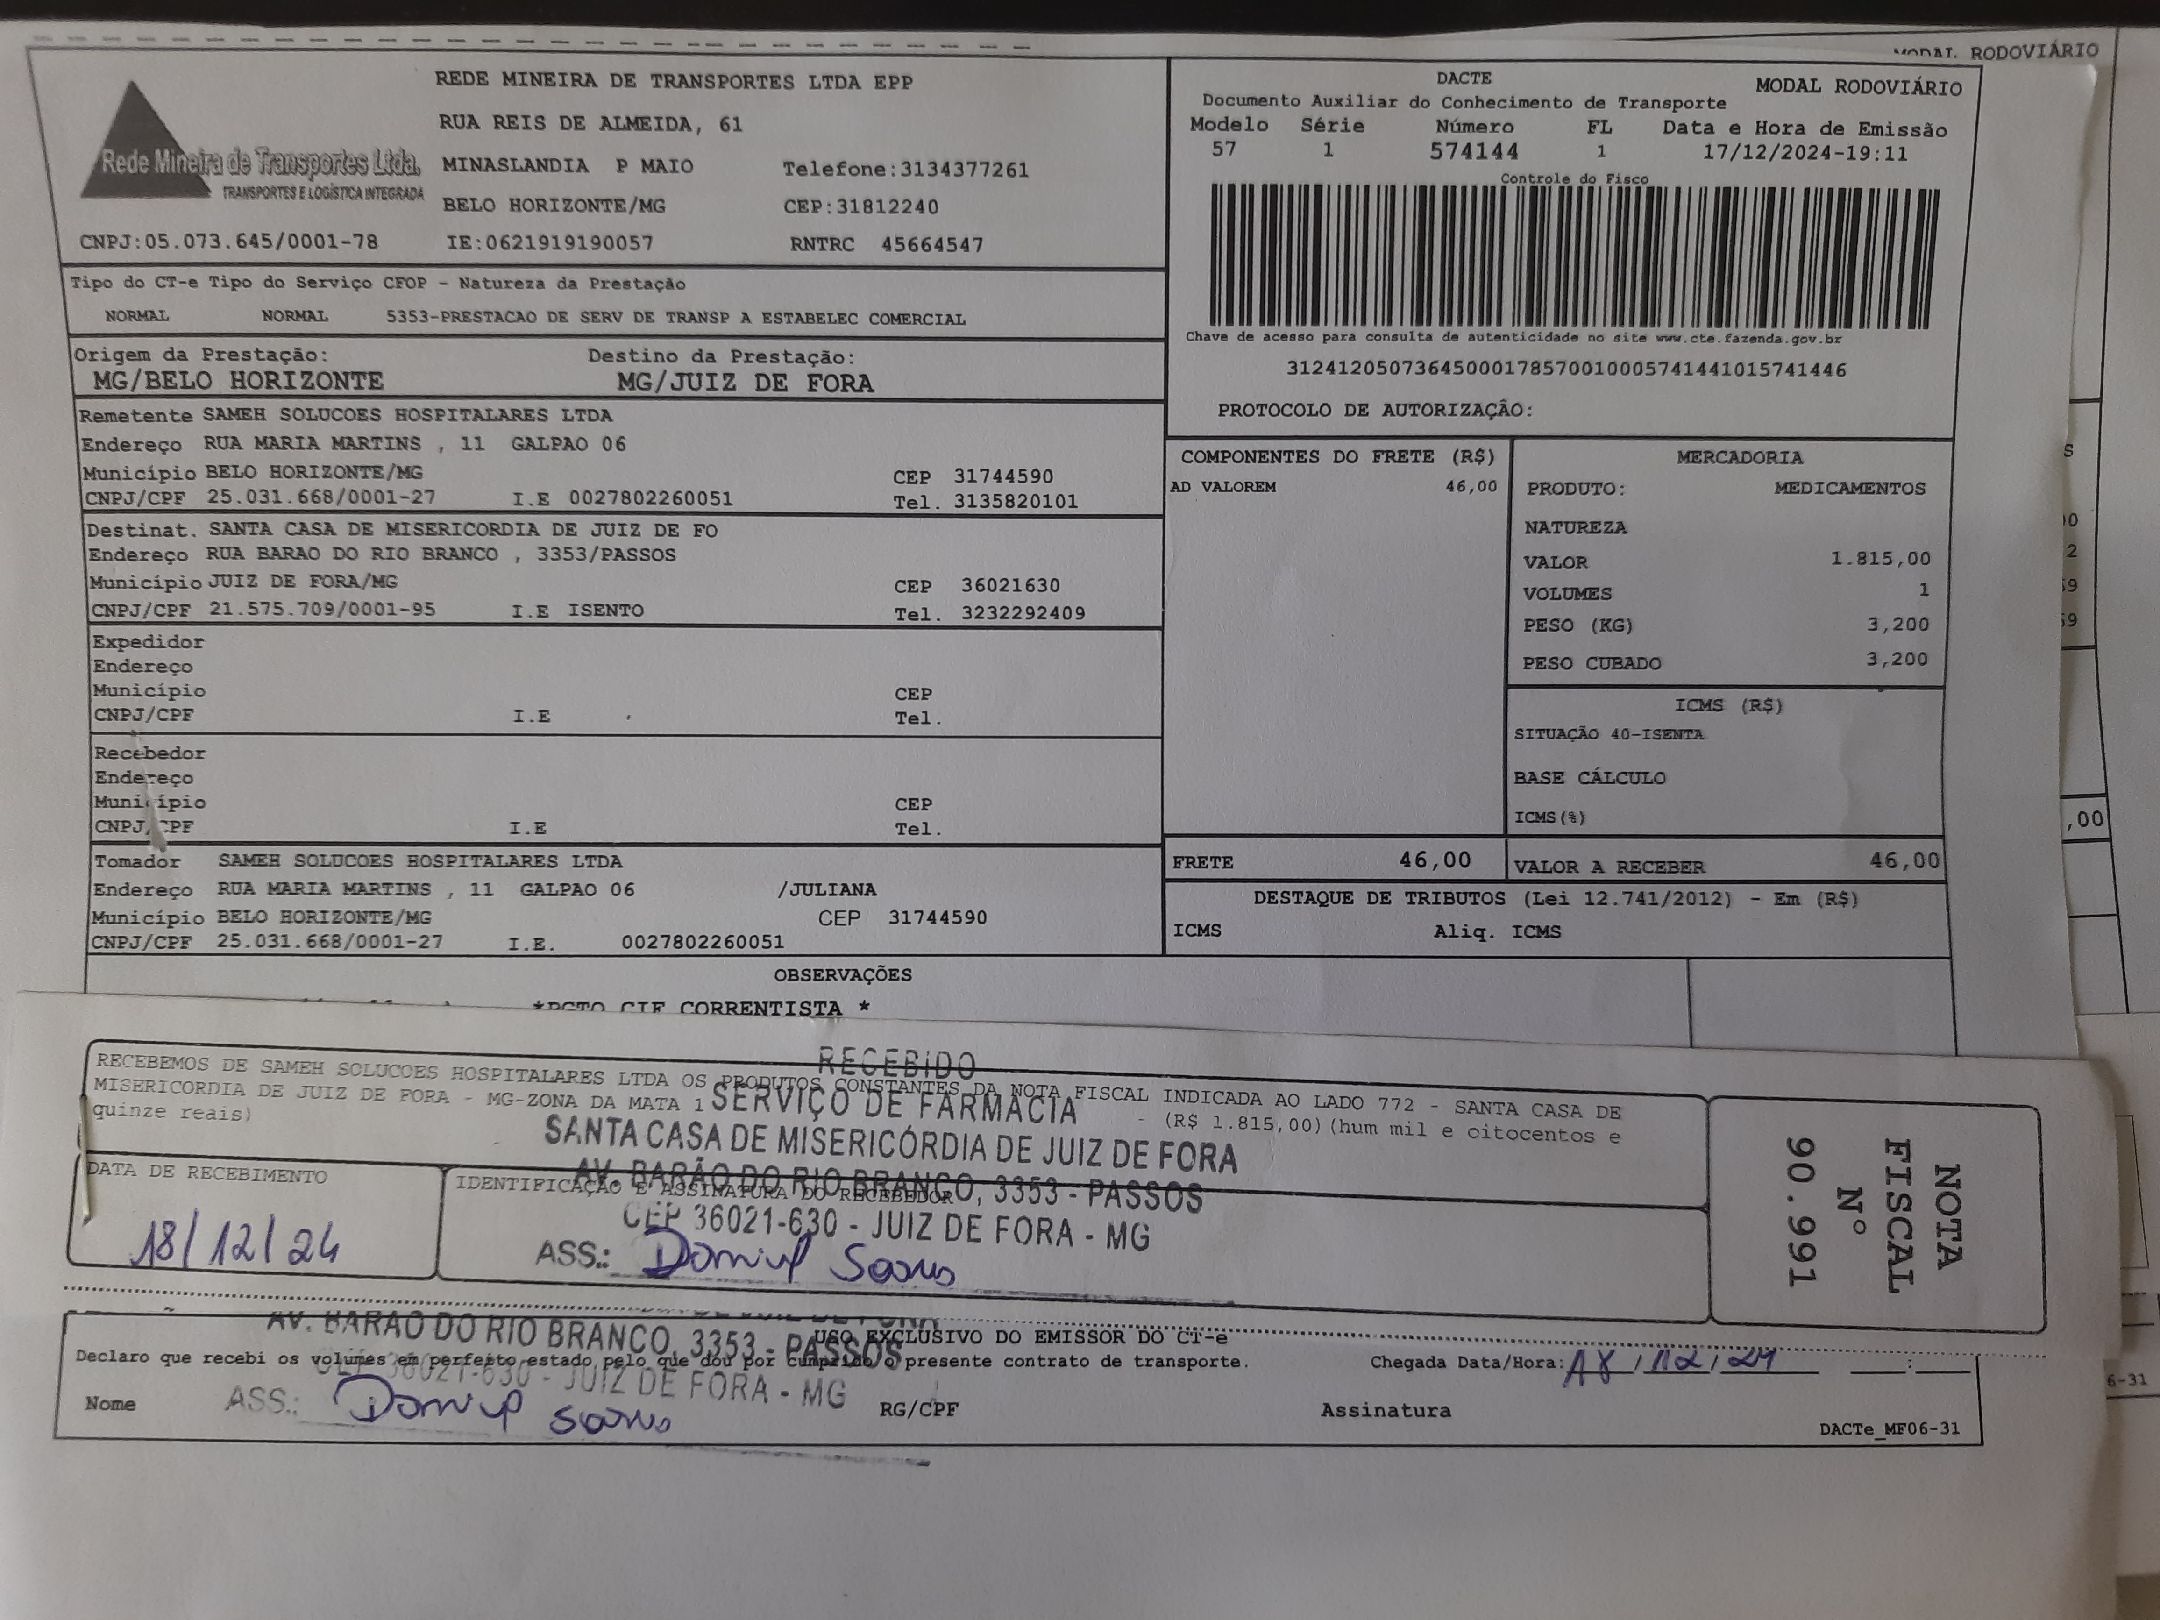 MODAL RODOVIÁRIO
REDE MINEIRA DE TRANSPORTES LTDA EPP
RUA REIS DE ALMEIDA, 61
Rede Mineira de Transportes Ltda.
TRANSPORTES E LOGÍSTICA INTEGRADA
MINASLANDIA P MAIO Telefone:3134377261
BELO HORIZONTE/MG CEP:31812240
CNPJ:05.073.645/0001-78 IE:0621919190057 RNTRC 45664547
DACTE MODAL RODOVIÁRIO
Documento Auxiliar do Conhecimento de Transporte
Modelo Série Número FL Data e Hora de Emissão
57 1 574144 1 17/12/2024-19:11
Controle do Fisco
Chave de acesso para consulta de autenticidade no site www.cte.fazenda.gov.br
31241205073645000178570010005741441015741446
PROTOCOLO DE AUTORIZAÇÃO:
Tipo do CT-e Tipo do Serviço CFOP - Natureza da Prestação
NORMAL NORMAL 5353-PRESTACAO DE SERV DE TRANSP A ESTABELEC COMERCIAL
Origem da Prestação: Destino da Prestação:
MG/BELO HORIZONTE MG/JUIZ DE FORA
Remetente SAMEH SOLUCOES HOSPITALARES LTDA
Endereço RUA MARIA MARTINS , 11 GALPAO 06
Município BELO HORIZONTE/MG CEP 31744590
CNPJ/CPF 25.031.668/0001-27 I.E 0027802260051 Tel. 3135820101
Destinat. SANTA CASA DE MISERICORDIA DE JUIZ DE FO
Endereço RUA BARAO DO RIO BRANCO , 3353/PASSOS
Município JUIZ DE FORA/MG CEP 36021630
CNPJ/CPF 21.575.709/0001-95 I.E ISENTO Tel. 3232292409
Expedidor
Endereço
Município CEP
CNPJ/CPF I.E Tel.
Recebedor
Endereço
Município CEP
CNPJ/CPF I.E Tel.
Tomador SAMEH SOLUCOES HOSPITALARES LTDA
Endereço RUA MARIA MARTINS , 11 GALPAO 06 /JULIANA
Município BELO HORIZONTE/MG CEP 31744590
CNPJ/CPF 25.031.668/0001-27 I.E. 0027802260051
COMPONENTES DO FRETE (R$)
AD VALOREM 46,00
MERCADORIA
PRODUTO: MEDICAMENTOS
NATUREZA
VALOR 1.815,00
VOLUMES 1
PESO (KG) 3,200
PESO CUBADO 3,200
ICMS (R$)
SITUAÇÃO 40-ISENTA
BASE CÁLCULO
ICMS(%)
FRETE 46,00 VALOR A RECEBER 46,00
DESTAQUE DE TRIBUTOS (Lei 12.741/2012) - Em (R$)
ICMS Aliq. ICMS
OBSERVAÇÕES
*PGTO CIF CORRENTISTA *
RECEBEMOS DE SAMEH SOLUCOES HOSPITALARES LTDA OS PRODUTOS CONSTANTES DA NOTA FISCAL INDICADA AO LADO 772 - SANTA CASA DE
MISERICORDIA DE JUIZ DE FORA - MG-ZONA DA MATA 1 - (R$ 1.815,00)(hum mil e oitocentos e
quinze reais)
RECEBIDO
SERVIÇO DE FARMÁCIA
SANTA CASA DE MISERICÓRDIA DE JUIZ DE FORA
AV. BARÃO DO RIO BRANCO, 3353 - PASSOS
CEP 36021-630 - JUIZ DE FORA - MG
ASS.:
DATA DE RECEBIMENTO
18/12/24
IDENTIFICAÇÃO E ASSINATURA DO RECEBEDOR
NOTA
FISCAL
Nº
90.991
AV. BARÃO DO RIO BRANCO, 3353 - PASSOS
CEP 36021-630 - JUIZ DE FORA - MG
ASS.:
USO EXCLUSIVO DO EMISSOR DO CT-e
Declaro que recebi os volumes em perfeito estado pelo que dou por cumprido o presente contrato de transporte. Chegada Data/Hora: 18/12/24 :
Nome RG/CPF Assinatura
DACTe_MF06-31
,00
6-31